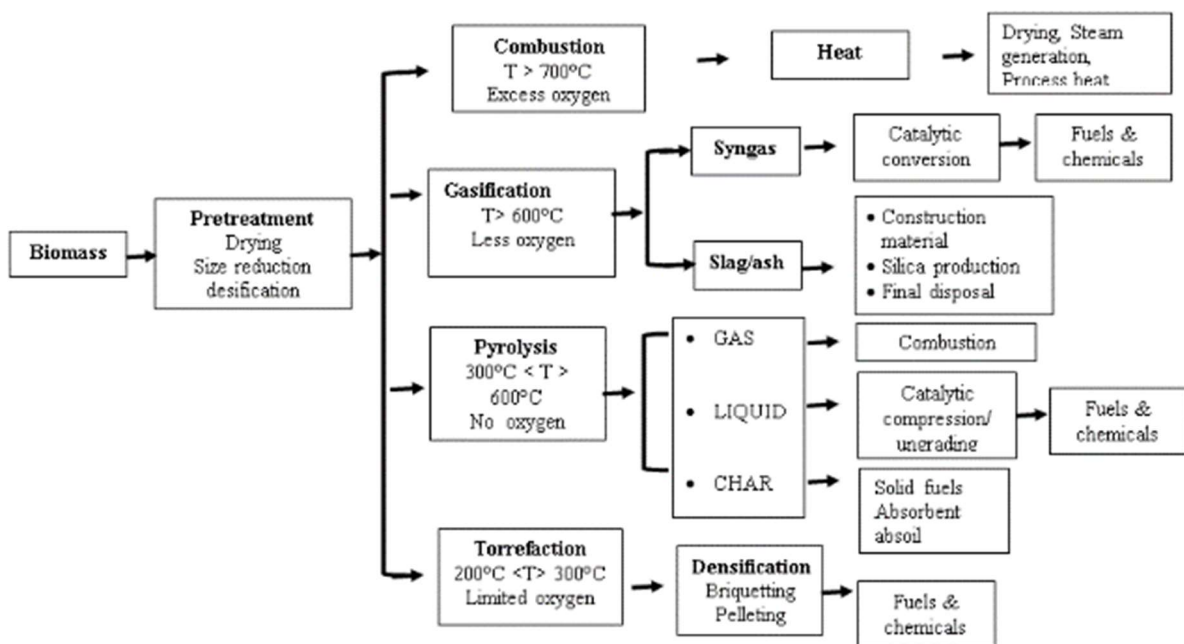 Biomass
Pretreatment
Drying
Size reduction
desification
Combustion
T > 700°C
Excess oxygen
Heat
Drying, Steam
generation,
Process heat
Gasification
T> 600°C
Less oxygen
Syngas
Catalytic
conversion
Fuels &
chemicals
Slag/ash
• Construction
material
• Silica production
• Final disposal
Pyrolysis
300°C < T >
600°C
No oxygen
• GAS
Combustion
• LIQUID
Catalytic
compression/
ungrading
Fuels &
chemicals
• CHAR
Solid fuels
Absorbent
absoil
Torrefaction
200°C <T> 300°C
Limited oxygen
Densification
Briquetting
Pelleting
Fuels &
chemicals